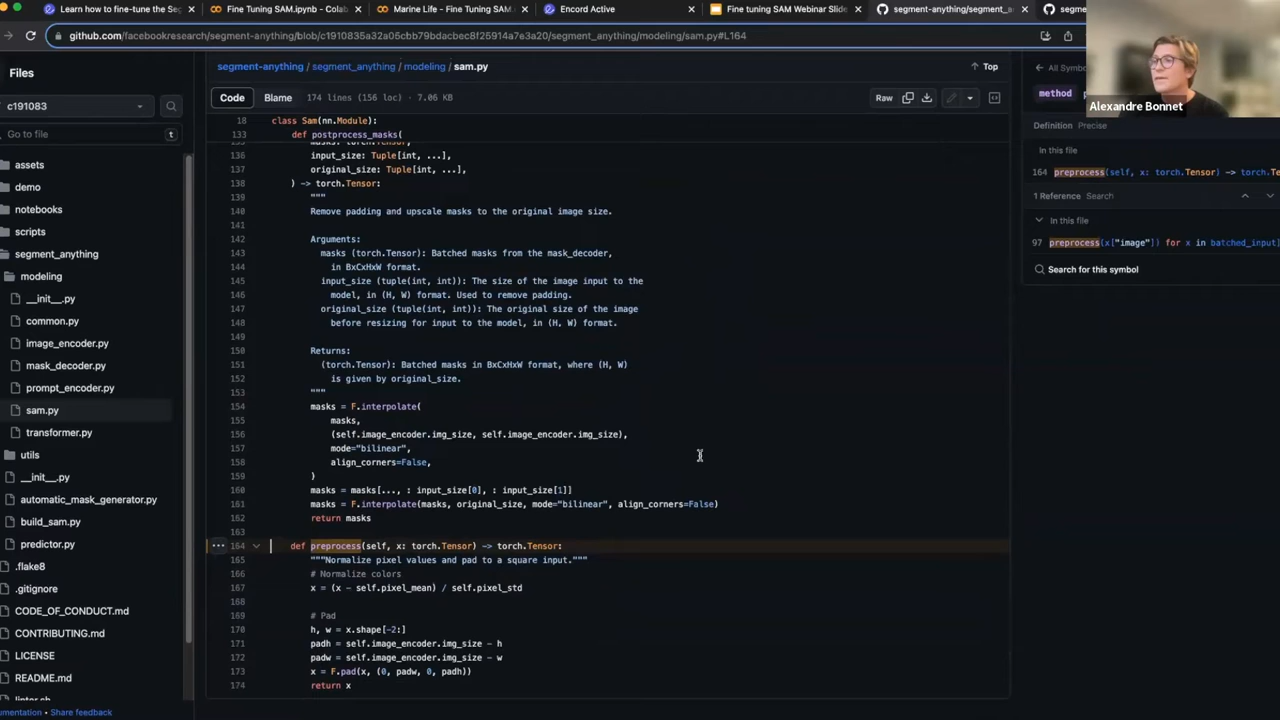 Learn how to fine-tune the Seg
Fine Tuning SAM.ipynb - Colab
Marine Life - Fine Tuning SAM.
Encord Active
Fine tuning SAM Webinar Slide
segment-anything/segment_a
github.com/facebookresearch/segment-anything/blob/c1910835a32a05cbb79bdacbec8f25914a7e3a20/segment_anything/modeling/sam.py#L164
Files
c191083
Go to file
t
assets
demo
notebooks
scripts
segment_anything
modeling
__init__.py
common.py
image_encoder.py
mask_decoder.py
prompt_encoder.py
sam.py
transformer.py
utils
__init__.py
automatic_mask_generator.py
build_sam.py
predictor.py
.flake8
.gitignore
CODE_OF_CONDUCT.md
CONTRIBUTING.md
LICENSE
README.md
linter.sh
Share feedback
segment-anything / segment_anything / modeling / sam.py
Top
Code
Blame
174 lines (156 loc) · 7.06 KB
Raw
18 class Sam(nn.Module):
133 def postprocess_masks(
masks: torch.Tensor,
136 input_size: Tuple[int, ...],
137 original_size: Tuple[int, ...],
138 ) -> torch.Tensor:
139 """
140 Remove padding and upscale masks to the original image size.
141
142 Arguments:
143 masks (torch.Tensor): Batched masks from the mask_decoder,
144 in BxCxHxW format.
145 input_size (tuple(int, int)): The size of the image input to the
146 model, in (H, W) format. Used to remove padding.
147 original_size (tuple(int, int)): The original size of the image
148 before resizing for input to the model, in (H, W) format.
149
150 Returns:
151 (torch.Tensor): Batched masks in BxCxHxW format, where (H, W)
152 is given by original_size.
153 """
154 masks = F.interpolate(
155 masks,
156 (self.image_encoder.img_size, self.image_encoder.img_size),
157 mode="bilinear",
158 align_corners=False,
159 )
160 masks = masks[..., : input_size[0], : input_size[1]]
161 masks = F.interpolate(masks, original_size, mode="bilinear", align_corners=False)
162 return masks
163
164 def preprocess(self, x: torch.Tensor) -> torch.Tensor:
165 """Normalize pixel values and pad to a square input."""
166 # Normalize colors
167 x = (x - self.pixel_mean) / self.pixel_std
168
169 # Pad
170 h, w = x.shape[-2:]
171 padh = self.image_encoder.img_size - h
172 padw = self.image_encoder.img_size - w
173 x = F.pad(x, (0, padw, 0, padh))
174 return x
Alexandre Bonnet
All Symbo
method p
Definition Precise
In this file
164 preprocess(self, x: torch.Tensor) -> torch.Te
1 Reference Search
In this file
97 preprocess(x["image"]) for x in batched_input]
Search for this symbol